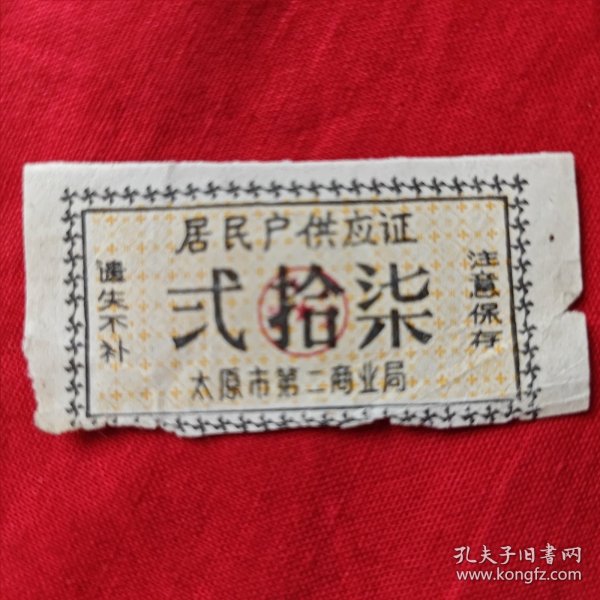 居民户供应证
遗失不补
弍拾柒
注意保存
太原市第二商业局
孔夫子旧书网
www.kongfz.com